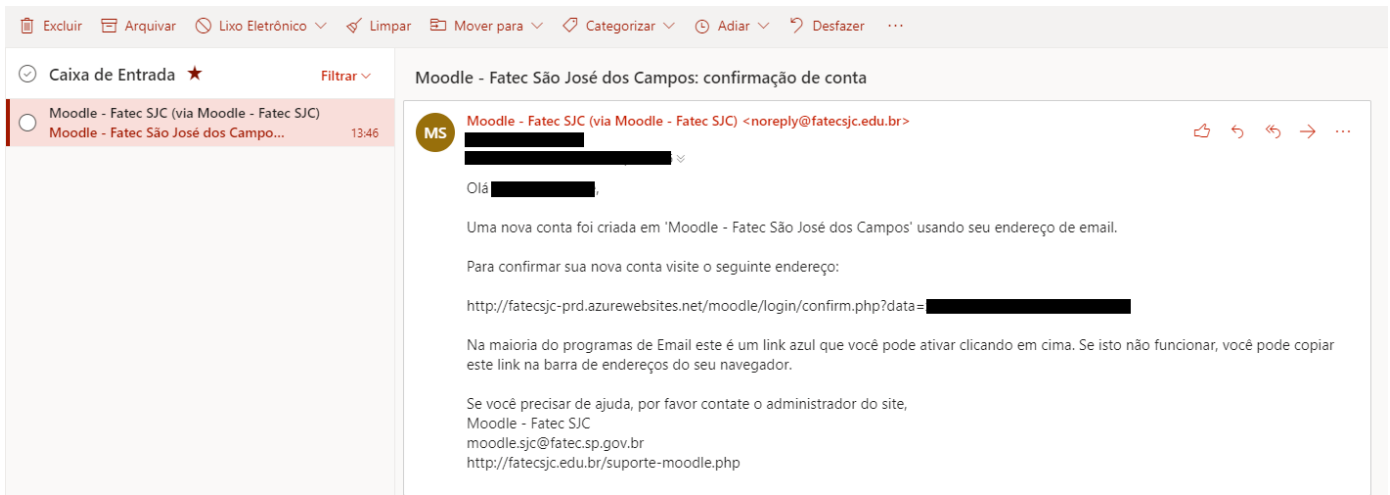 Excluir Arquivar Lixo Eletrônico Limpar Mover para Categorizar Adiar Desfazer ...
Caixa de Entrada Filtrar
Moodle - Fatec SJC (via Moodle - Fatec SJC)
Moodle - Fatec São José dos Campo... 13:46
Moodle - Fatec São José dos Campos: confirmação de conta
MS
Moodle - Fatec SJC (via Moodle - Fatec SJC) <noreply@fatecsjc.edu.br>
Olá ,
Uma nova conta foi criada em 'Moodle - Fatec São José dos Campos' usando seu endereço de email.
Para confirmar sua nova conta visite o seguinte endereço:
http://fatecsjc-prd.azurewebsites.net/moodle/login/confirm.php?data=
Na maioria do programas de Email este é um link azul que você pode ativar clicando em cima. Se isto não funcionar, você pode copiar
este link na barra de endereços do seu navegador.
Se você precisar de ajuda, por favor contate o administrador do site,
Moodle - Fatec SJC
moodle.sjc@fatec.sp.gov.br
http://fatecsjc.edu.br/suporte-moodle.php